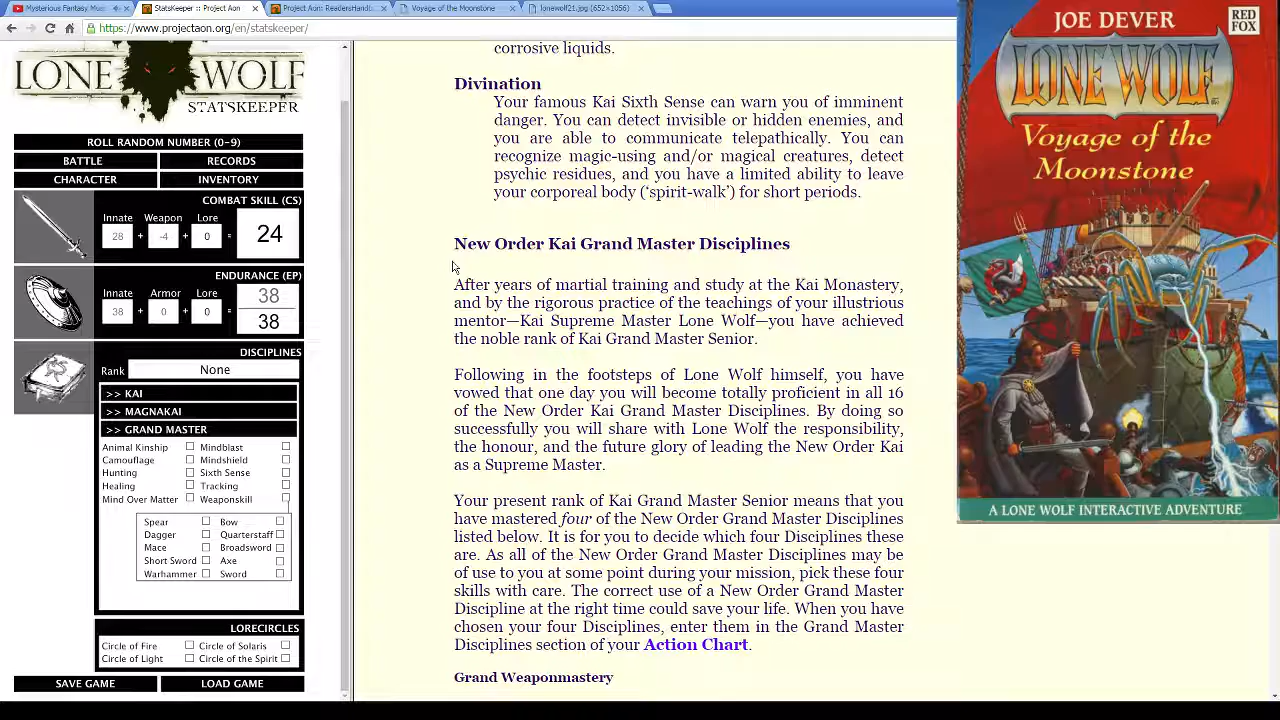 Mysterious Fantasy Mus
StatsKeeper :: Project Aon
Project Aon: ReadersHandb
Voyage of the Moonstone
lonewolf21.jpg (652×1056)
https://www.projectaon.org/en/statskeeper/
LONE WOLF
STATSKEEPER
ROLL RANDOM NUMBER (0-9)
BATTLE RECORDS
CHARACTER INVENTORY
COMBAT SKILL (CS)
Innate Weapon Lore
28 + -4 + 0 = 24
ENDURANCE (EP)
Innate Armor Lore 38
38 + 0 + 0 = 38
DISCIPLINES
Rank None
>> KAI
>> MAGNAKAI
>> GRAND MASTER
Animal Kinship Mindblast
Camouflage Mindshield
Hunting Sixth Sense
Healing Tracking
Mind Over Matter Weaponskill
Spear Bow
Dagger Quarterstaff
Mace Broadsword
Short Sword Axe
Warhammer Sword
LORECIRCLES
Circle of Fire Circle of Solaris
Circle of Light Circle of the Spirit
SAVE GAME LOAD GAME
corrosive liquids.
Divination
Your famous Kai Sixth Sense can warn you of imminent
danger. You can detect invisible or hidden enemies, and
you are able to communicate telepathically. You can
recognize magic-using and/or magical creatures, detect
psychic residues, and you have a limited ability to leave
your corporeal body (‘spirit-walk’) for short periods.
New Order Kai Grand Master Disciplines
After years of martial training and study at the Kai Monastery,
and by the rigorous practice of the teachings of your illustrious
mentor—Kai Supreme Master Lone Wolf—you have achieved
the noble rank of Kai Grand Master Senior.
Following in the footsteps of Lone Wolf himself, you have
vowed that one day you will become totally proficient in all 16
of the New Order Kai Grand Master Disciplines. By doing so
successfully you will share with Lone Wolf the responsibility,
the honour, and the future glory of leading the New Order Kai
as a Supreme Master.
Your present rank of Kai Grand Master Senior means that you
have mastered four of the New Order Grand Master Disciplines
listed below. It is for you to decide which four Disciplines these
are. As all of the New Order Grand Master Disciplines may be
of use to you at some point during your mission, pick these four
skills with care. The correct use of a New Order Grand Master
Discipline at the right time could save your life. When you have
chosen your four Disciplines, enter them in the Grand Master
Disciplines section of your Action Chart.
Grand Weaponmastery
JOE DEVER
RED
FOX
LONE WOLF
Voyage of the
Moonstone
A LONE WOLF INTERACTIVE ADVENTURE